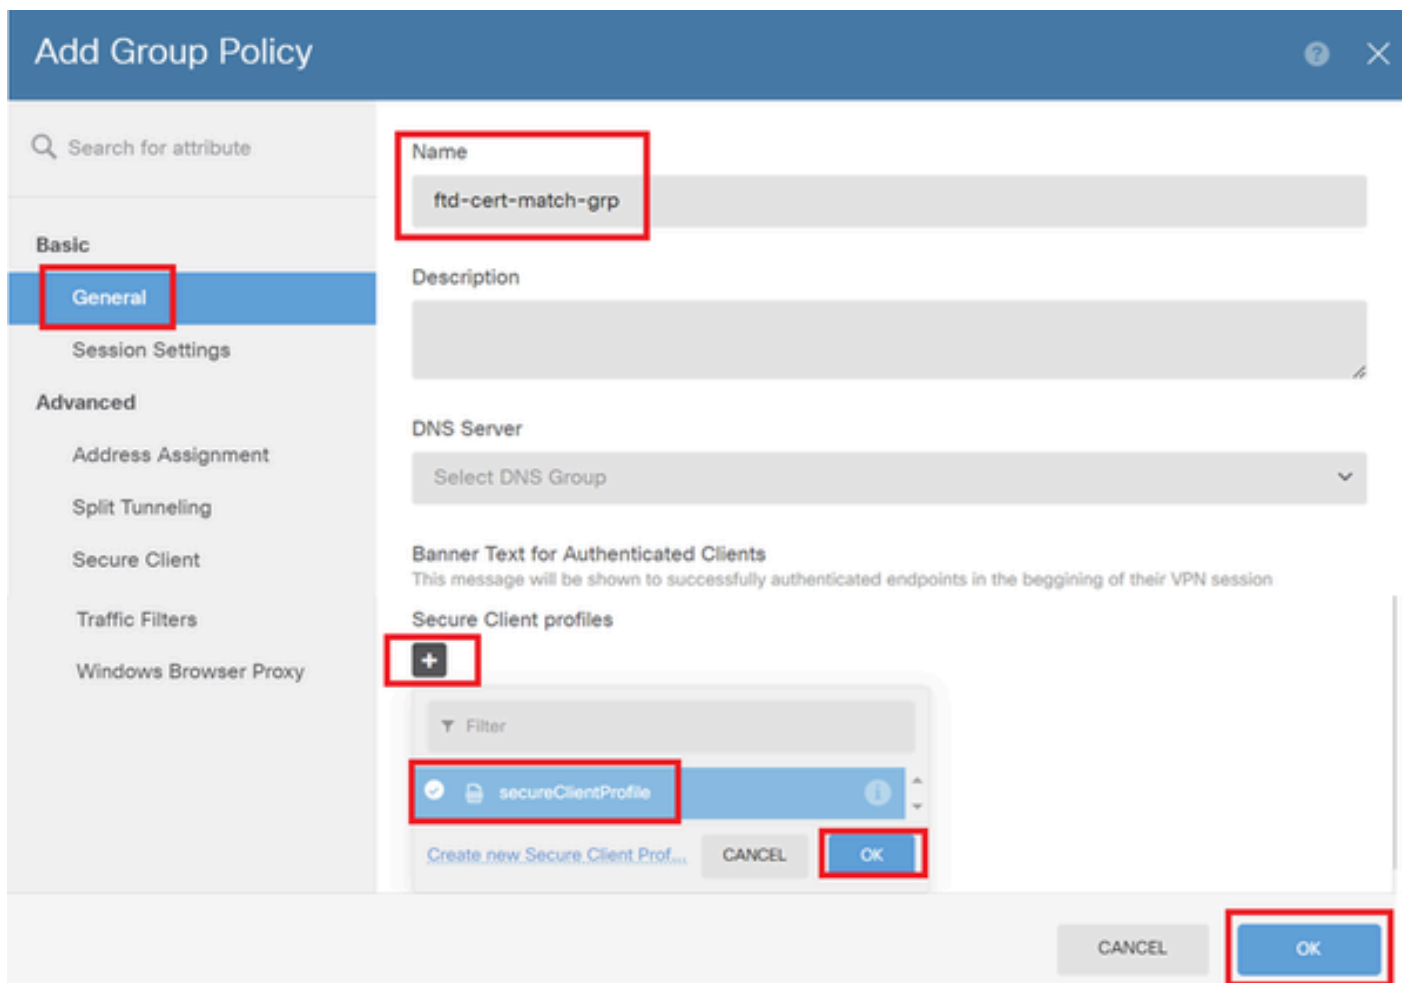 Add Group Policy
Search for attribute
Basic
General
Session Settings
Advanced
Address Assignment
Split Tunneling
Secure Client
Traffic Filters
Windows Browser Proxy
Name
ftd-cert-match-grp
Description
DNS Server
Select DNS Group
Banner Text for Authenticated Clients
This message will be shown to successfully authenticated endpoints in the beggining of their VPN session
Secure Client profiles
Filter
secureClientProfile
Create new Secure Client Prof... CANCEL OK
CANCEL OK